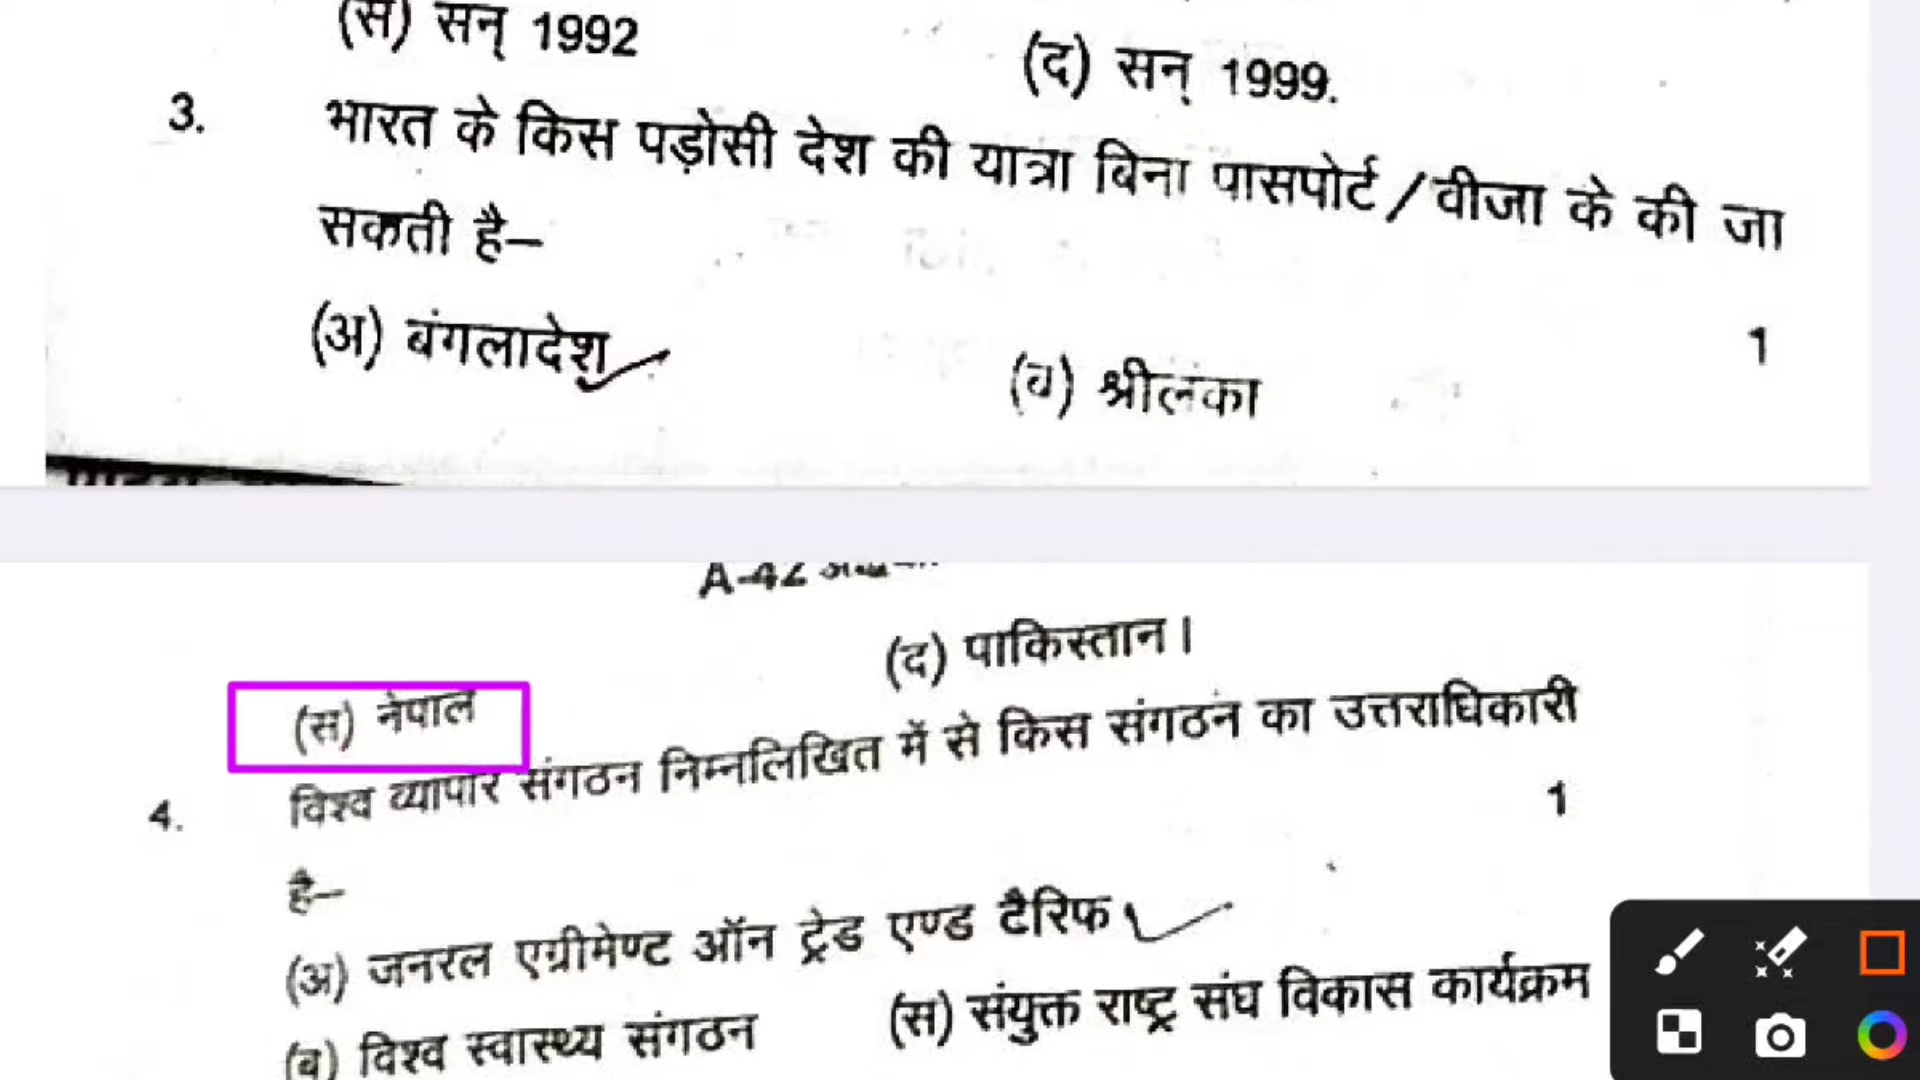 (स) सन् 1992
(द) सन् 1999.
3. भारत के किस पड़ोसी देश की यात्रा बिना पासपोर्ट/वीजा के की जा
सकती है–
1
(अ) बंगलादेश
(ब) श्रीलंका
A-42
(द) पाकिस्तान।
(स) नेपाल
4. विश्व व्यापार संगठन निम्नलिखित में से किस संगठन का उत्तराधिकारी
है–
1
(अ) जनरल एग्रीमेण्ट ऑन ट्रेड एण्ड टैरिफ
(ब) विश्व स्वास्थ्य संगठन
(स) संयुक्त राष्ट्र संघ विकास कार्यक्रम